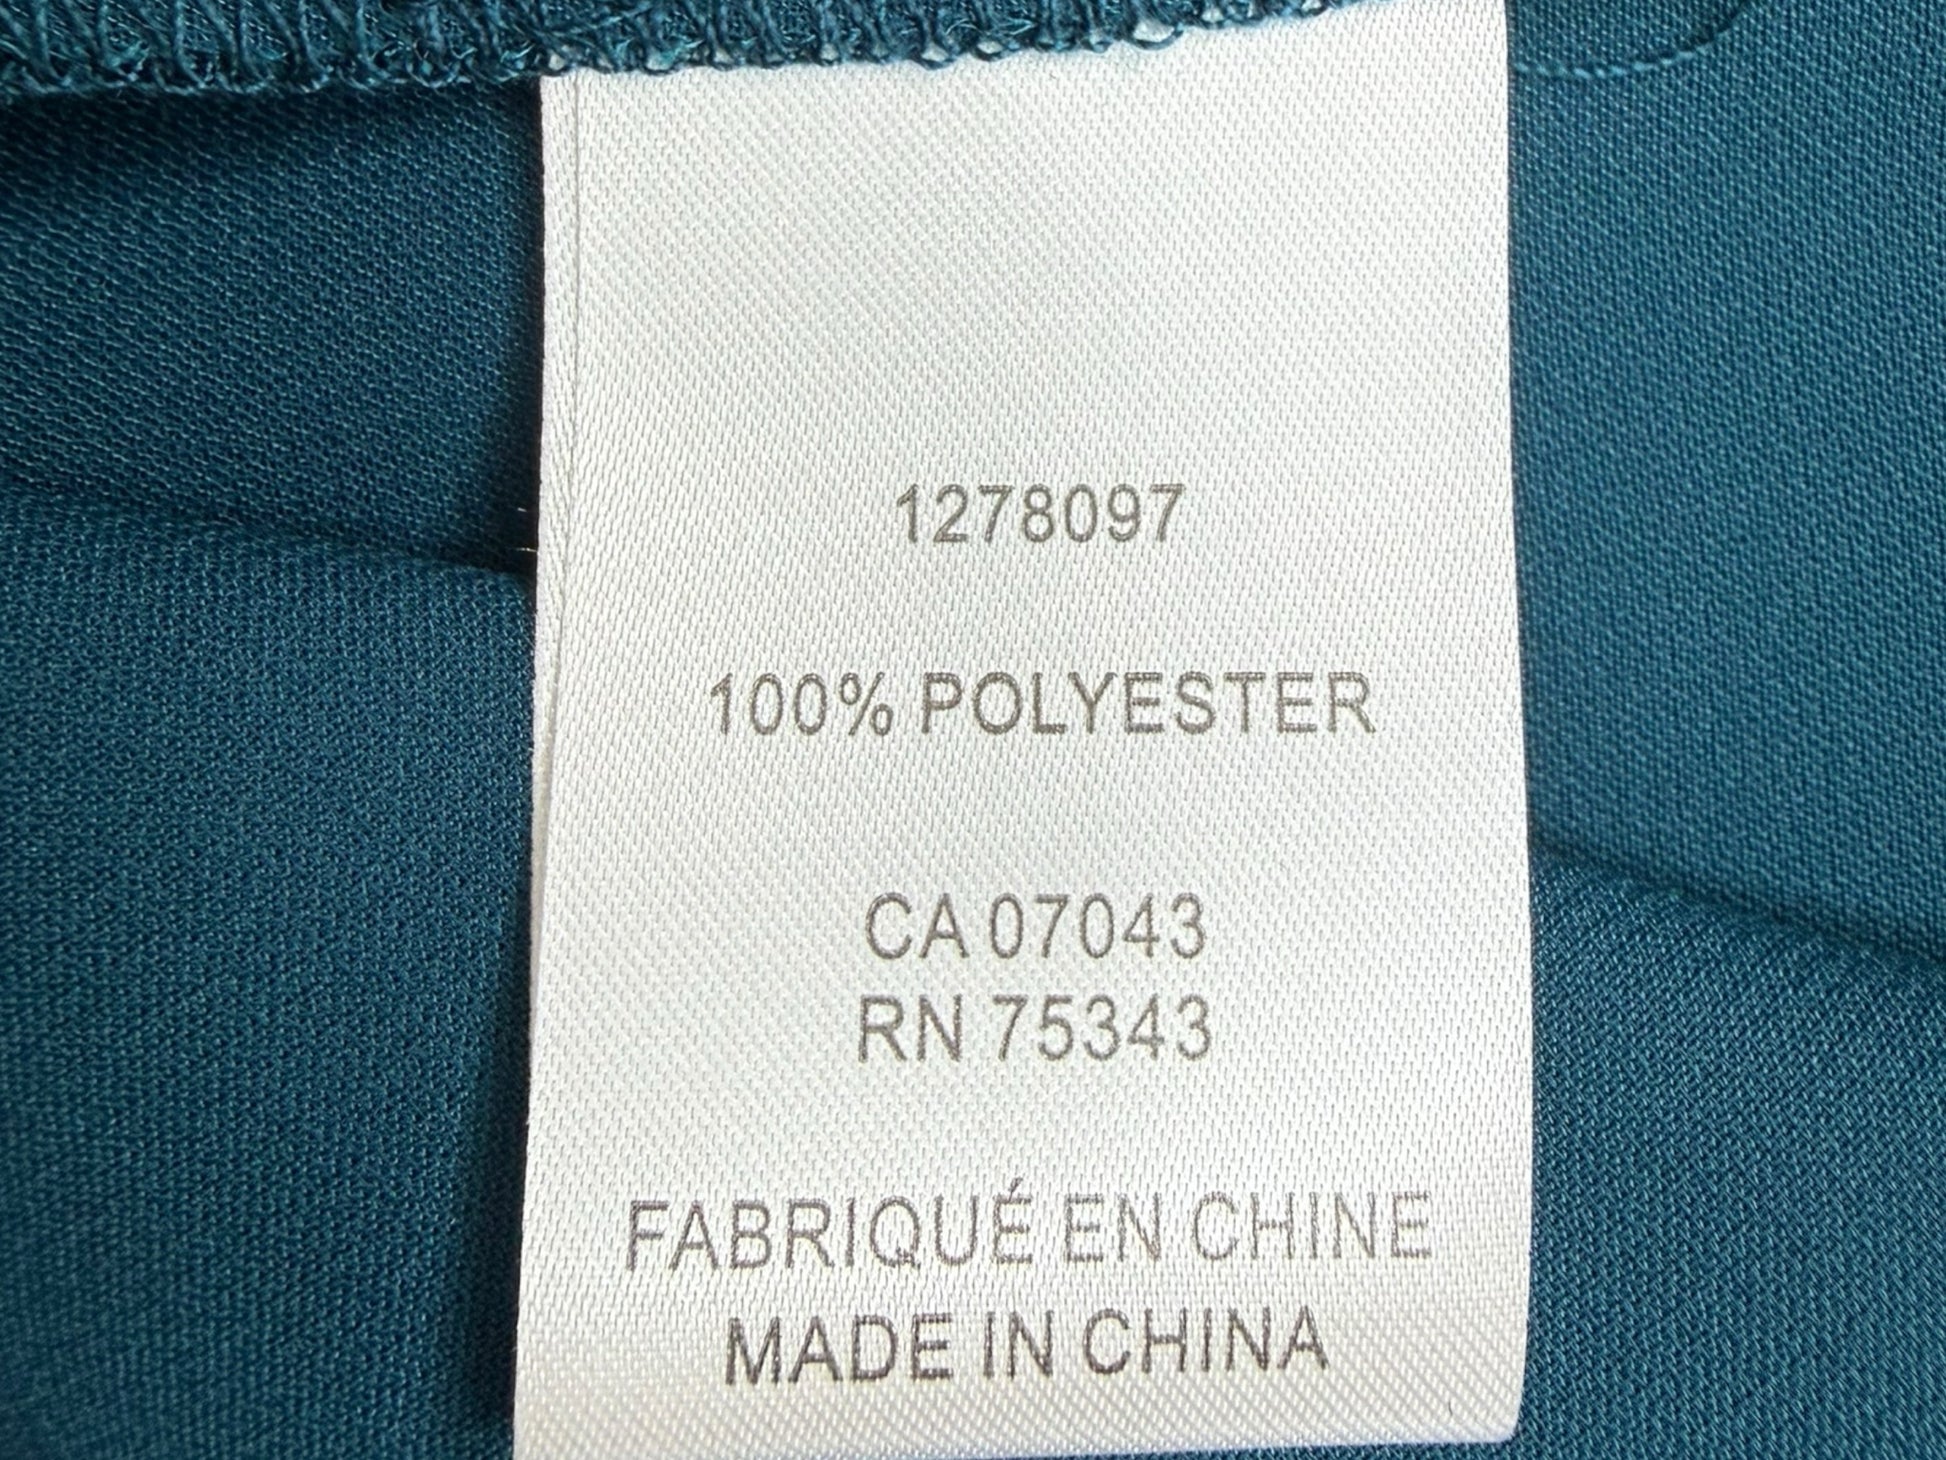 1278097
100% POLYESTER
CA 07043
RN 75343
FABRIQUÉ EN CHINE
MADE IN CHINA